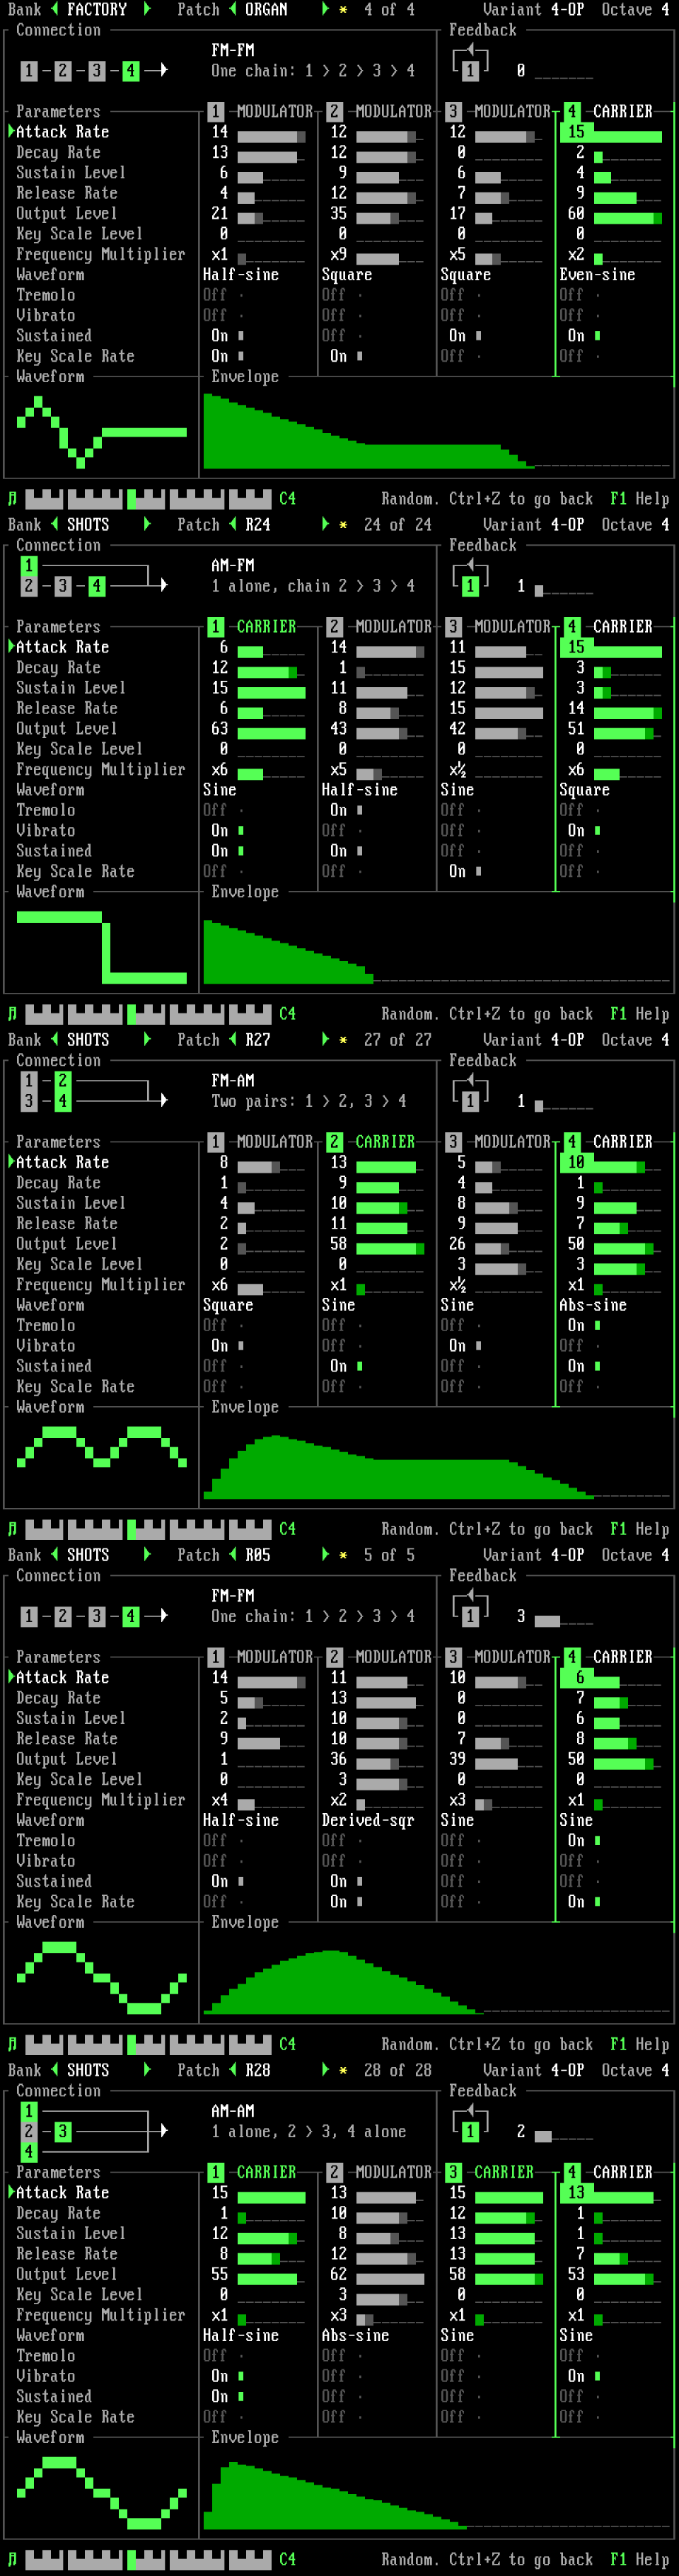 Bank FACTORY Patch ORGAN * 4 of 4 Variant 4-OP Octave 4
Connection Feedback
FM-FM
1 2 3 4 One chain: 1 > 2 > 3 > 4 1 0
Parameters 1 MODULATOR 2 MODULATOR 3 MODULATOR 4 CARRIER
Attack Rate 14 12 12 15
Decay Rate 13 12 0 2
Sustain Level 6 9 6 4
Release Rate 4 12 7 9
Output Level 21 35 17 60
Key Scale Level 0 0 0 0
Frequency Multiplier x1 x9 x5 x2
Waveform Half-sine Square Square Even-sine
Tremolo Off Off Off Off
Vibrato Off Off Off Off
Sustained On Off On On
Key Scale Rate On On Off Off
Waveform Envelope
C4 Random. Ctrl+Z to go back F1 Help
Bank SHOTS Patch R24 * 24 of 24 Variant 4-OP Octave 4
Connection Feedback
1 AM-FM
2 3 4 1 alone, chain 2 > 3 > 4 1 1
Parameters 1 CARRIER 2 MODULATOR 3 MODULATOR 4 CARRIER
Attack Rate 6 14 11 15
Decay Rate 12 1 15 3
Sustain Level 15 11 12 3
Release Rate 6 8 15 14
Output Level 63 43 42 51
Key Scale Level 0 0 0 0
Frequency Multiplier x6 x5 x½ x6
Waveform Sine Half-sine Sine Square
Tremolo Off On Off Off
Vibrato On Off Off On
Sustained On On Off Off
Key Scale Rate Off Off On Off
Waveform Envelope
C4 Random. Ctrl+Z to go back F1 Help
Bank SHOTS Patch R27 * 27 of 27 Variant 4-OP Octave 4
Connection Feedback
1 2 FM-AM
3 4 Two pairs: 1 > 2, 3 > 4 1 1
Parameters 1 MODULATOR 2 CARRIER 3 MODULATOR 4 CARRIER
Attack Rate 8 13 5 10
Decay Rate 1 9 4 1
Sustain Level 4 10 8 9
Release Rate 2 11 9 7
Output Level 2 58 26 50
Key Scale Level 0 0 3 3
Frequency Multiplier x6 x1 x½ x1
Waveform Square Sine Sine Abs-sine
Tremolo Off Off Off On
Vibrato On Off On Off
Sustained Off On Off On
Key Scale Rate Off Off Off Off
Waveform Envelope
C4 Random. Ctrl+Z to go back F1 Help
Bank SHOTS Patch R05 * 5 of 5 Variant 4-OP Octave 4
Connection Feedback
FM-FM
1 2 3 4 One chain: 1 > 2 > 3 > 4 1 3
Parameters 1 MODULATOR 2 MODULATOR 3 MODULATOR 4 CARRIER
Attack Rate 14 11 10 6
Decay Rate 5 13 0 7
Sustain Level 2 10 0 6
Release Rate 9 10 7 8
Output Level 1 36 39 50
Key Scale Level 0 3 0 0
Frequency Multiplier x4 x2 x3 x1
Waveform Half-sine Derived-sqr Sine Sine
Tremolo Off Off Off On
Vibrato Off Off Off Off
Sustained On On Off Off
Key Scale Rate Off On Off On
Waveform Envelope
C4 Random. Ctrl+Z to go back F1 Help
Bank SHOTS Patch R28 * 28 of 28 Variant 4-OP Octave 4
Connection Feedback
1 AM-AM
2 3 1 alone, 2 > 3, 4 alone 1 2
4
Parameters 1 CARRIER 2 MODULATOR 3 CARRIER 4 CARRIER
Attack Rate 15 13 15 13
Decay Rate 1 10 12 1
Sustain Level 12 8 13 1
Release Rate 8 12 13 7
Output Level 55 62 58 53
Key Scale Level 0 3 0 0
Frequency Multiplier x1 x3 x1 x1
Waveform Half-sine Abs-sine Sine Sine
Tremolo Off Off Off Off
Vibrato On Off Off On
Sustained On Off Off Off
Key Scale Rate Off Off Off Off
Waveform Envelope
C4 Random. Ctrl+Z to go back F1 Help